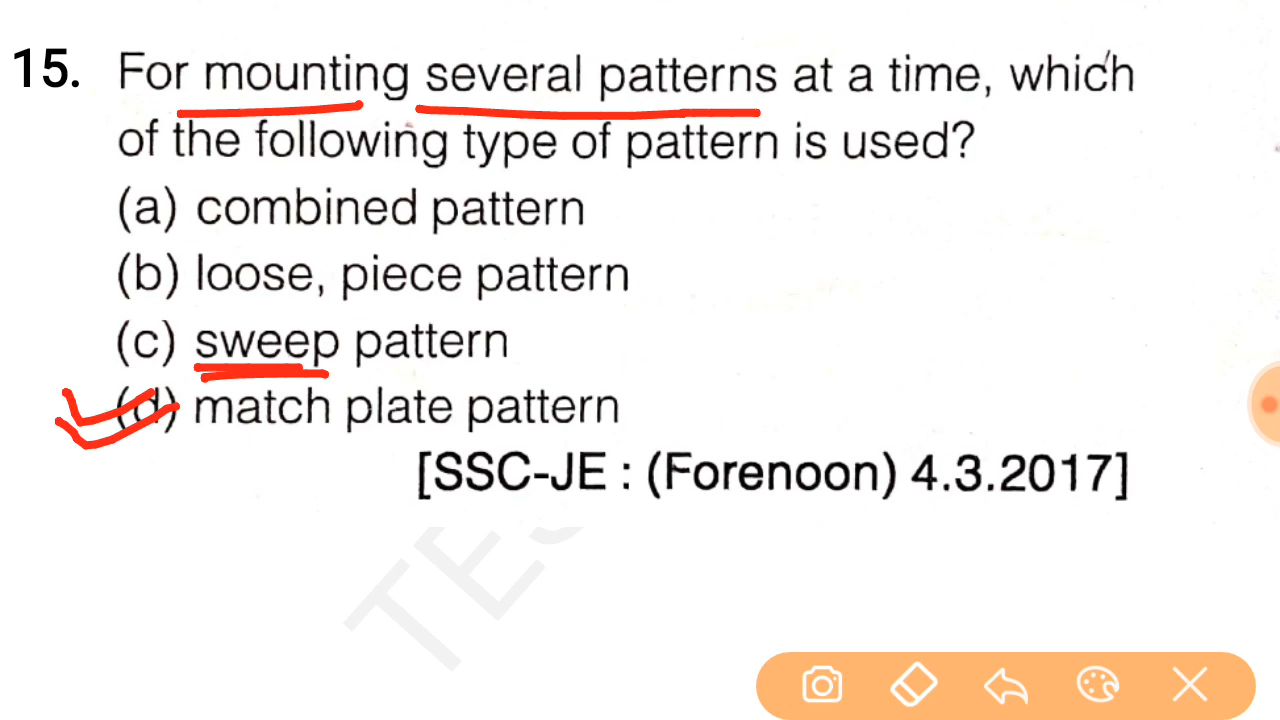 15. For mounting several patterns at a time, which
of the following type of pattern is used?
(a) combined pattern
(b) loose, piece pattern
(c) sweep pattern
(d) match plate pattern
[SSC-JE : (Forenoon) 4.3.2017]